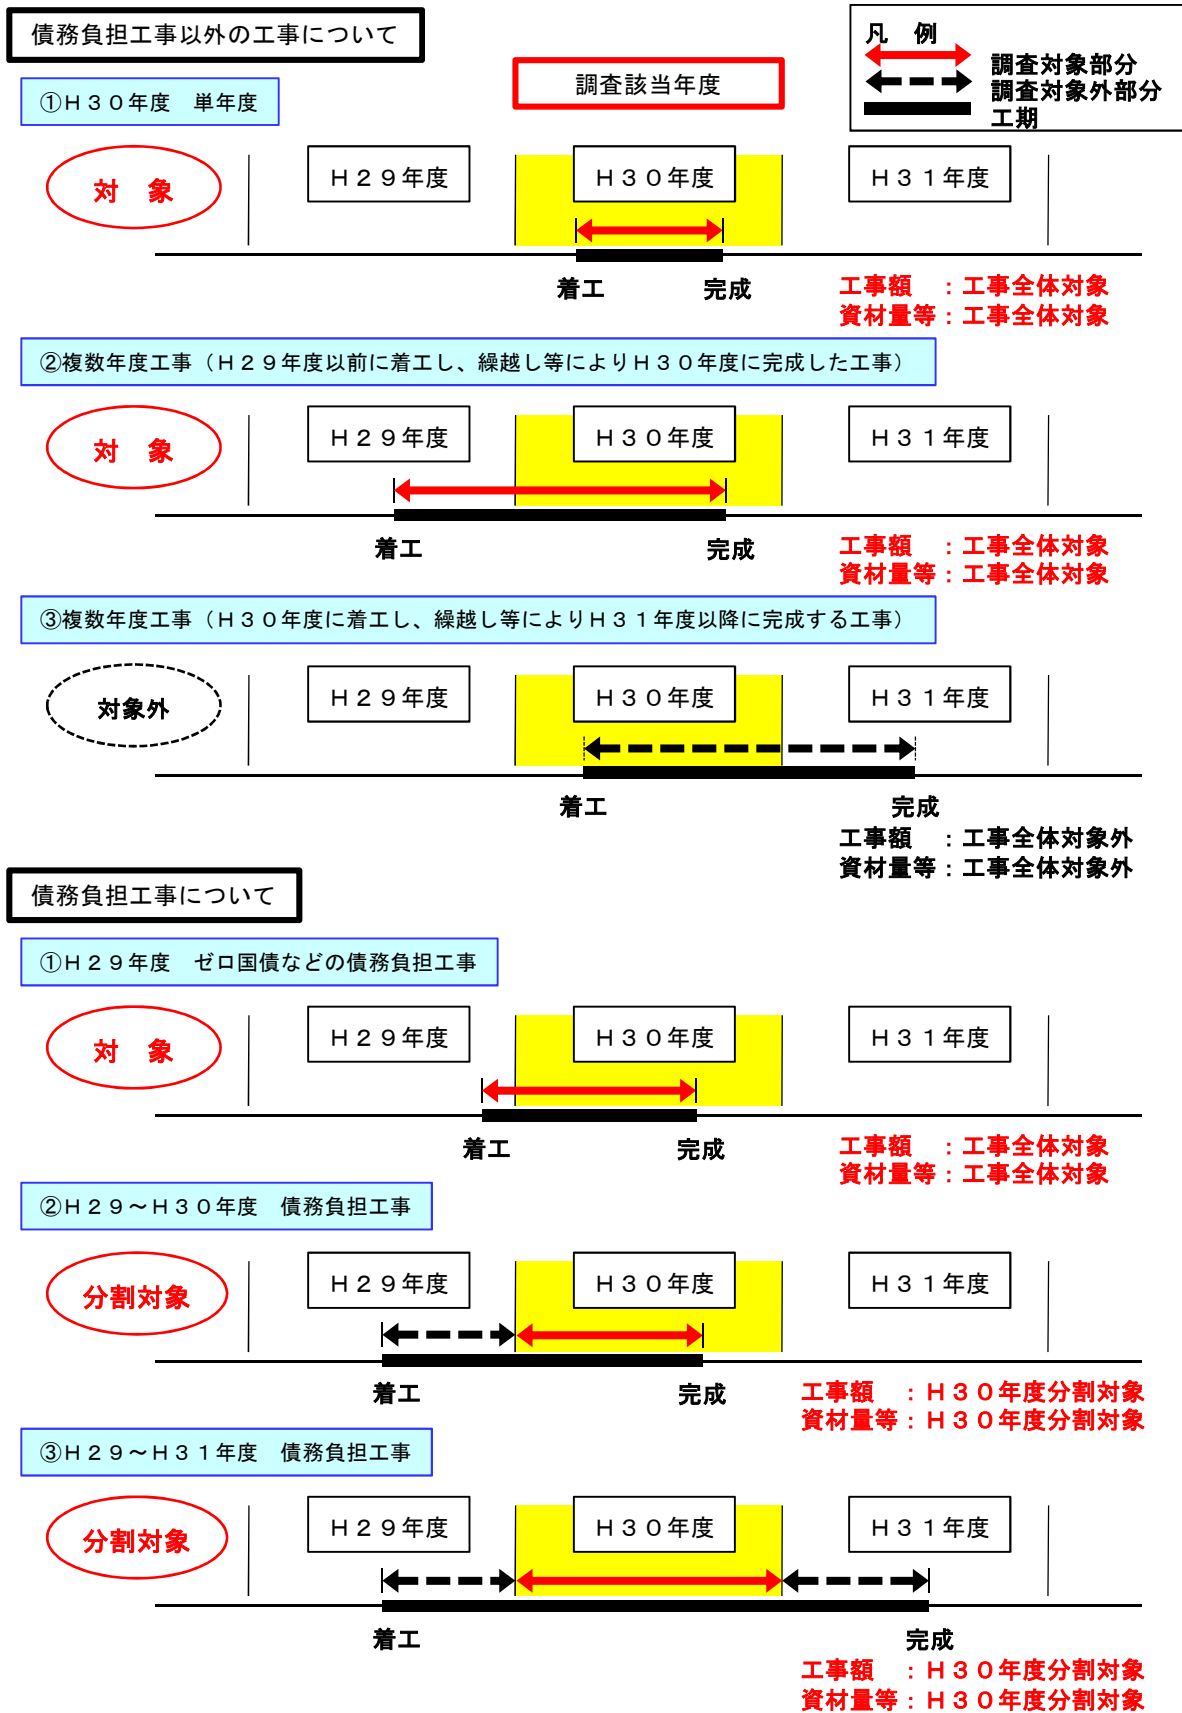 債務負担工事以外の工事について
凡　例
調査対象部分
調査対象外部分
工期
調査該当年度
①Ｈ３０年度　単年度
対　象
Ｈ２９年度
Ｈ３０年度
Ｈ３１年度
着工
完成
工事額　：工事全体対象
資材量等：工事全体対象
②複数年度工事（Ｈ２９年度以前に着工し、繰越し等によりＨ３０年度に完成した工事）
対　象
Ｈ２９年度
Ｈ３０年度
Ｈ３１年度
着工
完成
工事額　：工事全体対象
資材量等：工事全体対象
③複数年度工事（Ｈ３０年度に着工し、繰越し等によりＨ３１年度以降に完成する工事）
対象外
Ｈ２９年度
Ｈ３０年度
Ｈ３１年度
着工
完成
工事額　：工事全体対象外
資材量等：工事全体対象外
債務負担工事について
①Ｈ２９年度　ゼロ国債などの債務負担工事
対　象
Ｈ２９年度
Ｈ３０年度
Ｈ３１年度
着工
完成
工事額　：工事全体対象
資材量等：工事全体対象
②Ｈ２９～Ｈ３０年度　債務負担工事
分割対象
Ｈ２９年度
Ｈ３０年度
Ｈ３１年度
着工
完成
工事額　：Ｈ３０年度分割対象
資材量等：Ｈ３０年度分割対象
③Ｈ２９～Ｈ３１年度　債務負担工事
分割対象
Ｈ２９年度
Ｈ３０年度
Ｈ３１年度
着工
完成
工事額　：Ｈ３０年度分割対象
資材量等：Ｈ３０年度分割対象